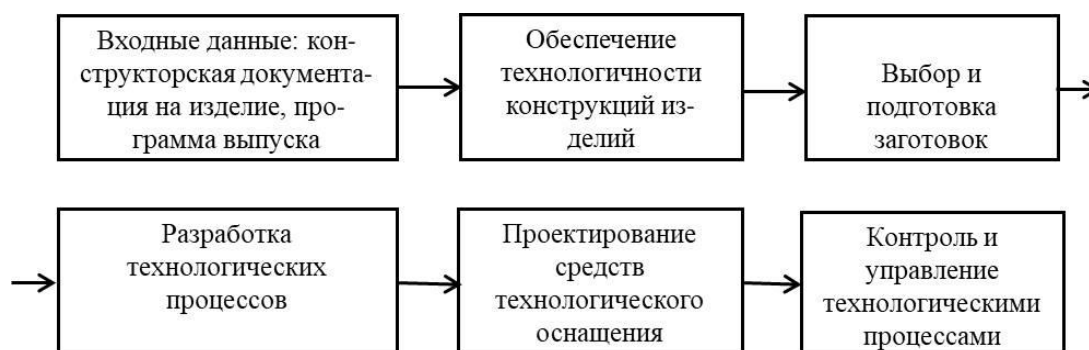 Входные данные: кон-
структорская документа-
ция на изделие, про-
грамма выпуска
Обеспечение
технологичности
конструкций из-
делий
Выбор и
подготовка
заготовок
Разработка
технологических
процессов
Проектирование
средств
технологического
оснащения
Контроль и
управление
технологическими
процессами